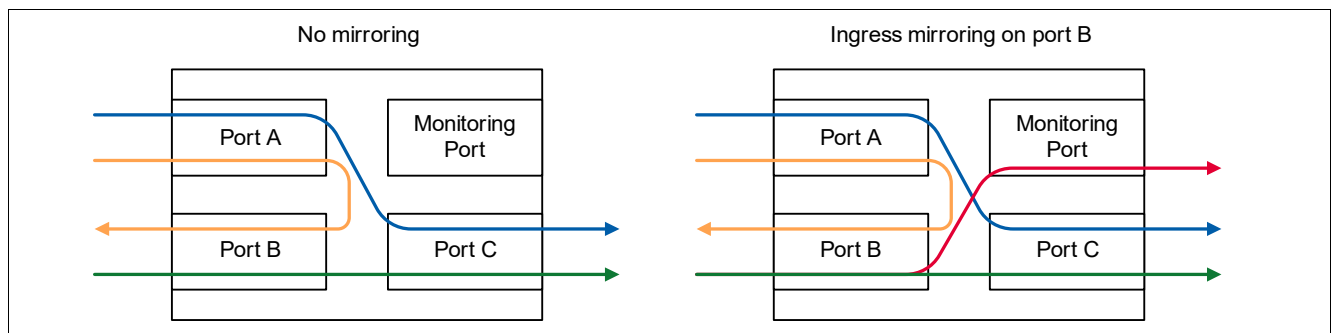 No mirroring
Ingress mirroring on port B
Port A
Monitoring
Port
Port B
Port C
Port A
Monitoring
Port
Port B
Port C